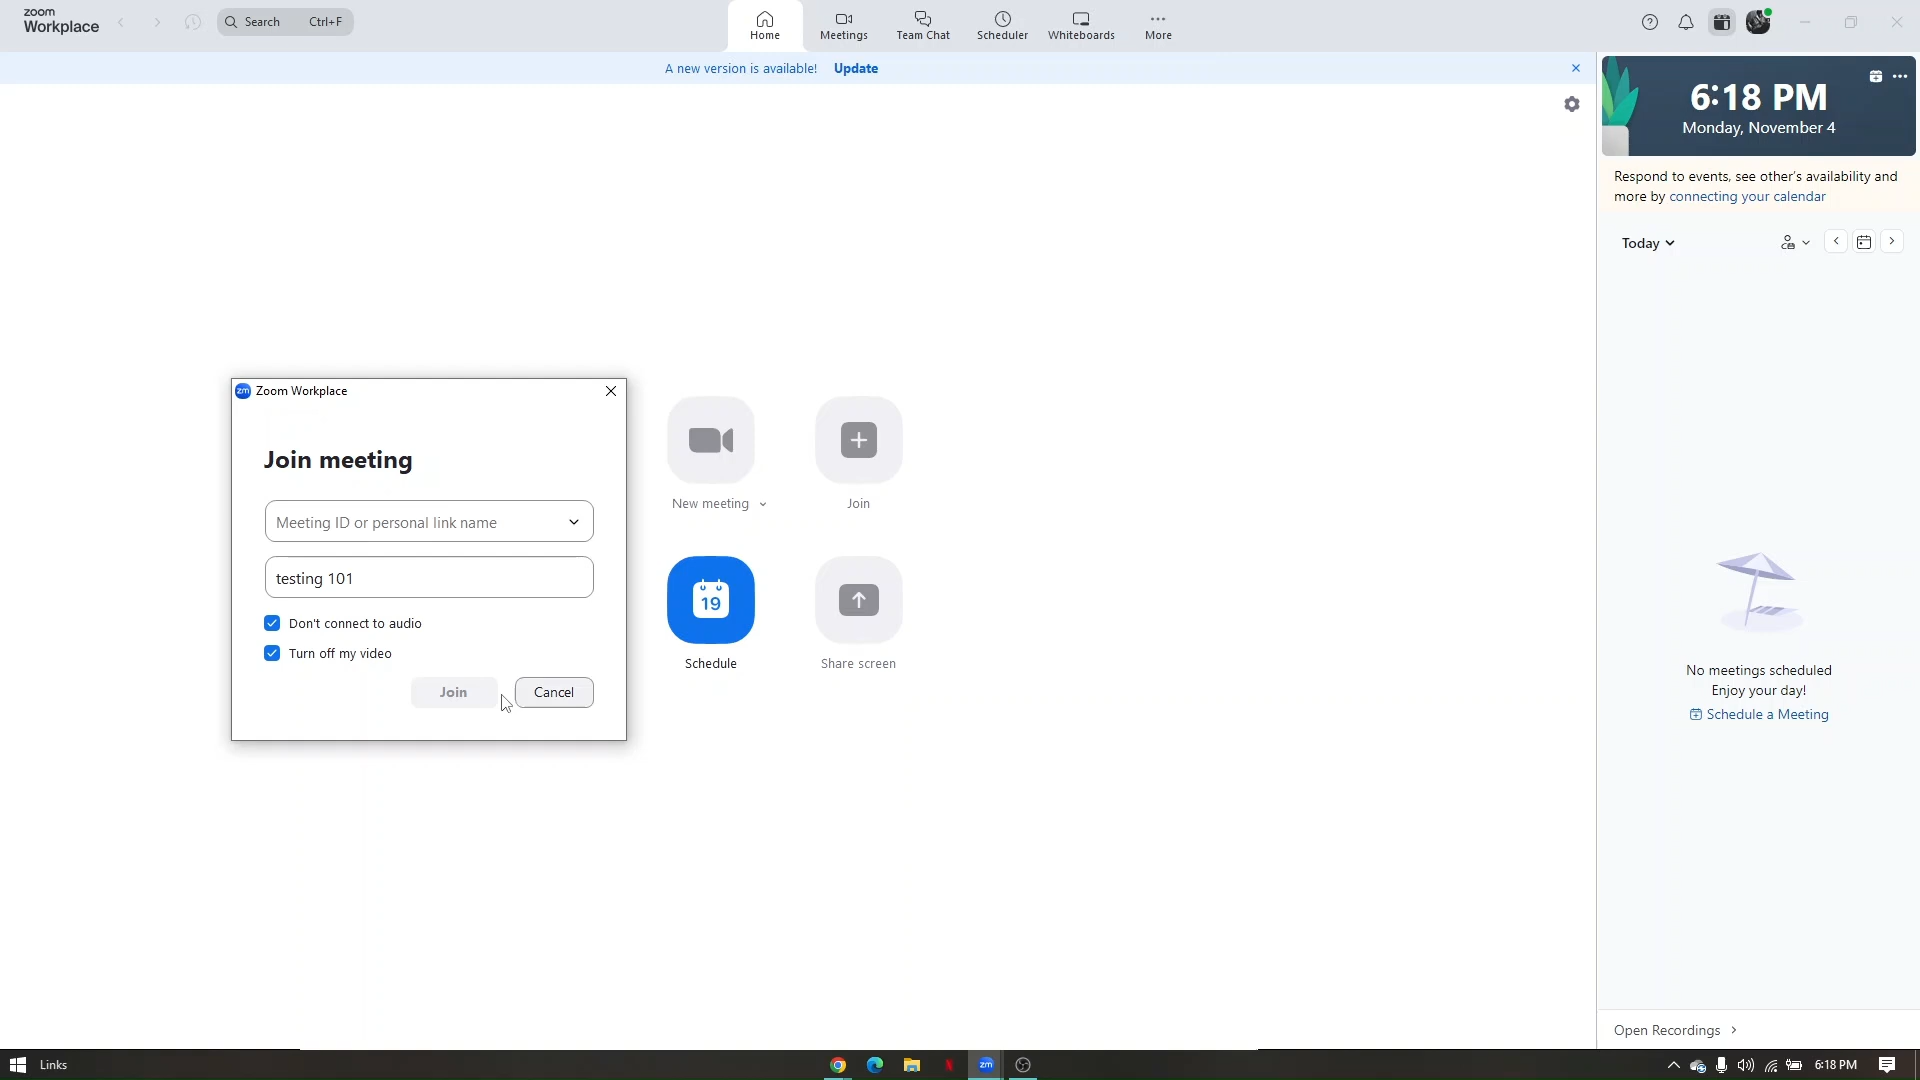 zoom
Workplace
Search Ctrl+F
Home
Meetings
Team Chat
Scheduler
Whiteboards
More
A new version is available! Update
6:18 PM
Monday, November 4
Respond to events, see other's availability and
more by connecting your calendar
Today
zm Zoom Workplace
Join meeting
Meeting ID or personal link name
testing 101
Don't connect to audio
Turn off my video
Join Cancel
New meeting
Join
19
Schedule
Share screen
No meetings scheduled
Enjoy your day!
Schedule a Meeting
Open Recordings
Links
zm
6:18 PM